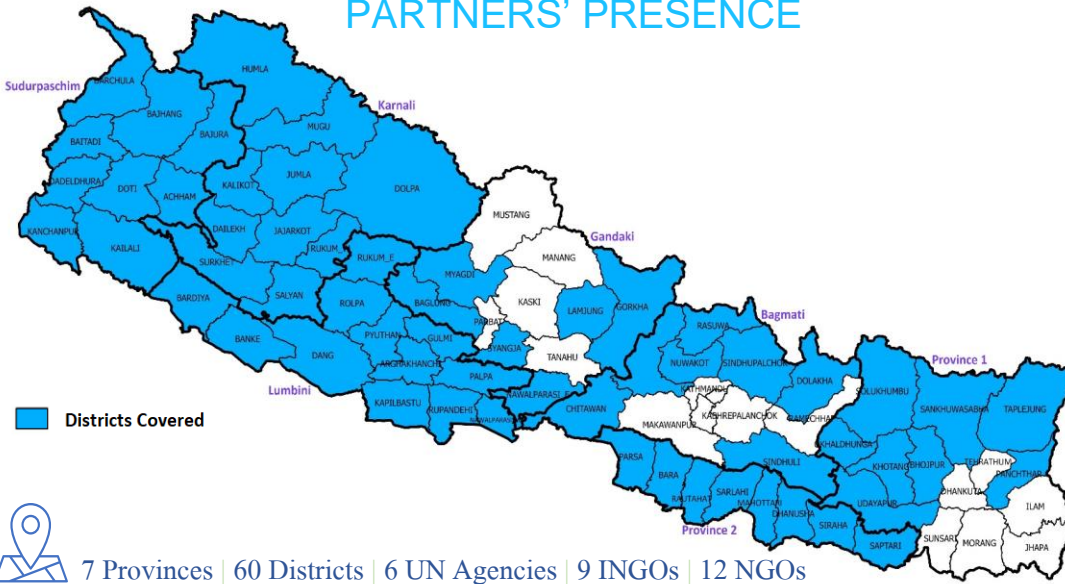 PARTNERS' PRESENCE
HUMLA
Sudurpaschim
DARCHULA
Karnali
BAJHANG
MUGU
BAJURA
BAITADI
JUMLA
DADELDHURA
DOTI
KALIKOT
DOLPA
ACHHAM
MUSTANG
KANCHANPUR
DAILEKH
JAJARKOT
Gandaki
KAILALI
RUKUM_
RUKUM_E
MANANG
SURKHET
MYAGDI
SALYAN
KASKI
BARDIYA
ROLPA
BAGLUNG
LAMJUNG
GORKHA
Bagmati
PARBAT
RASUWA
BANKE
PYUTHAN
GULMI
SYANGJA
TANAHU
DANG
NUWAKOT
SINDHUPALCHOK
Province 1
ARGHAKHANCHI
PALPA
DOLAKHA
Lumbini
KATHMANDU
SOLUKHUMBU
KAPILBASTU
RUPANDEHI
NAWALPARASI_E
CHITAWAN
SANKHUWASABHA
TAPLEJUNG
Districts Covered
MAKAWANPUR
KABHREPALANCHOK
RAMECHHAP
OKHALDHUNGA
PARSA
SINDHULI
KHOTANG
BHOJPUR
TEHRATHUM
PANCHTHAR
BARA
DHANKUTA
RAUTAHAT
SARLAHI
MAHOTTARI
UDAYAPUR
ILAM
DHANUSHA
SIRAHA
Province 2
SAPTARI
SUNSARI
MORANG
JHAPA
7 Provinces | 60 Districts | 6 UN Agencies | 9 INGOs | 12 NGOs